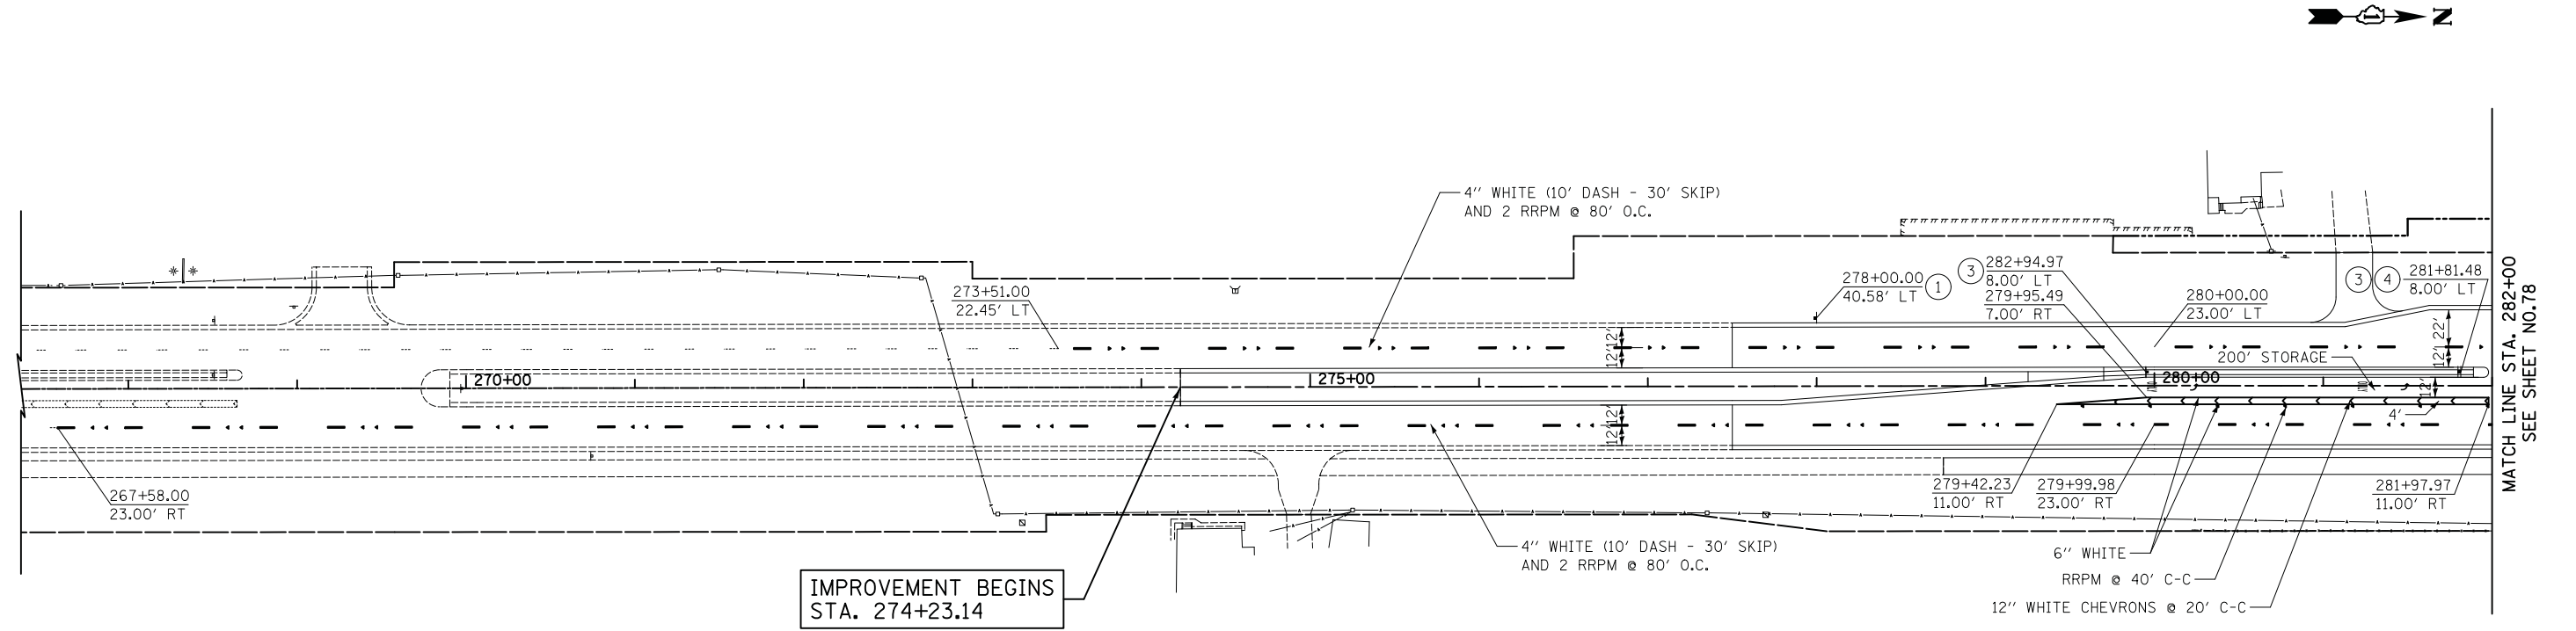 N
4" WHITE (10' DASH - 30' SKIP)
AND 2 RRPM @ 80' O.C.
273+51.00
22.45' LT
278+00.00
40.58' LT
1
3
282+94.97
8.00' LT
279+95.49
7.00' RT
280+00.00
23.00' LT
3
4
281+81.48
8.00' LT
200' STORAGE
12'
12'
22'
12'
12'
4'
270+00
275+00
280+00
12'
12'
267+58.00
23.00' RT
279+42.23
11.00' RT
279+99.98
23.00' RT
281+97.97
11.00' RT
4" WHITE (10' DASH - 30' SKIP)
AND 2 RRPM @ 80' O.C.
6" WHITE
RRPM @ 40' C-C
12" WHITE CHEVRONS @ 20' C-C
IMPROVEMENT BEGINS
STA. 274+23.14
MATCH LINE STA. 282+00
SEE SHEET NO.78